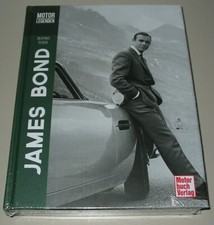 MOTOR
LEGENDEN
JAMES BOND
Motor
buch
Verlag